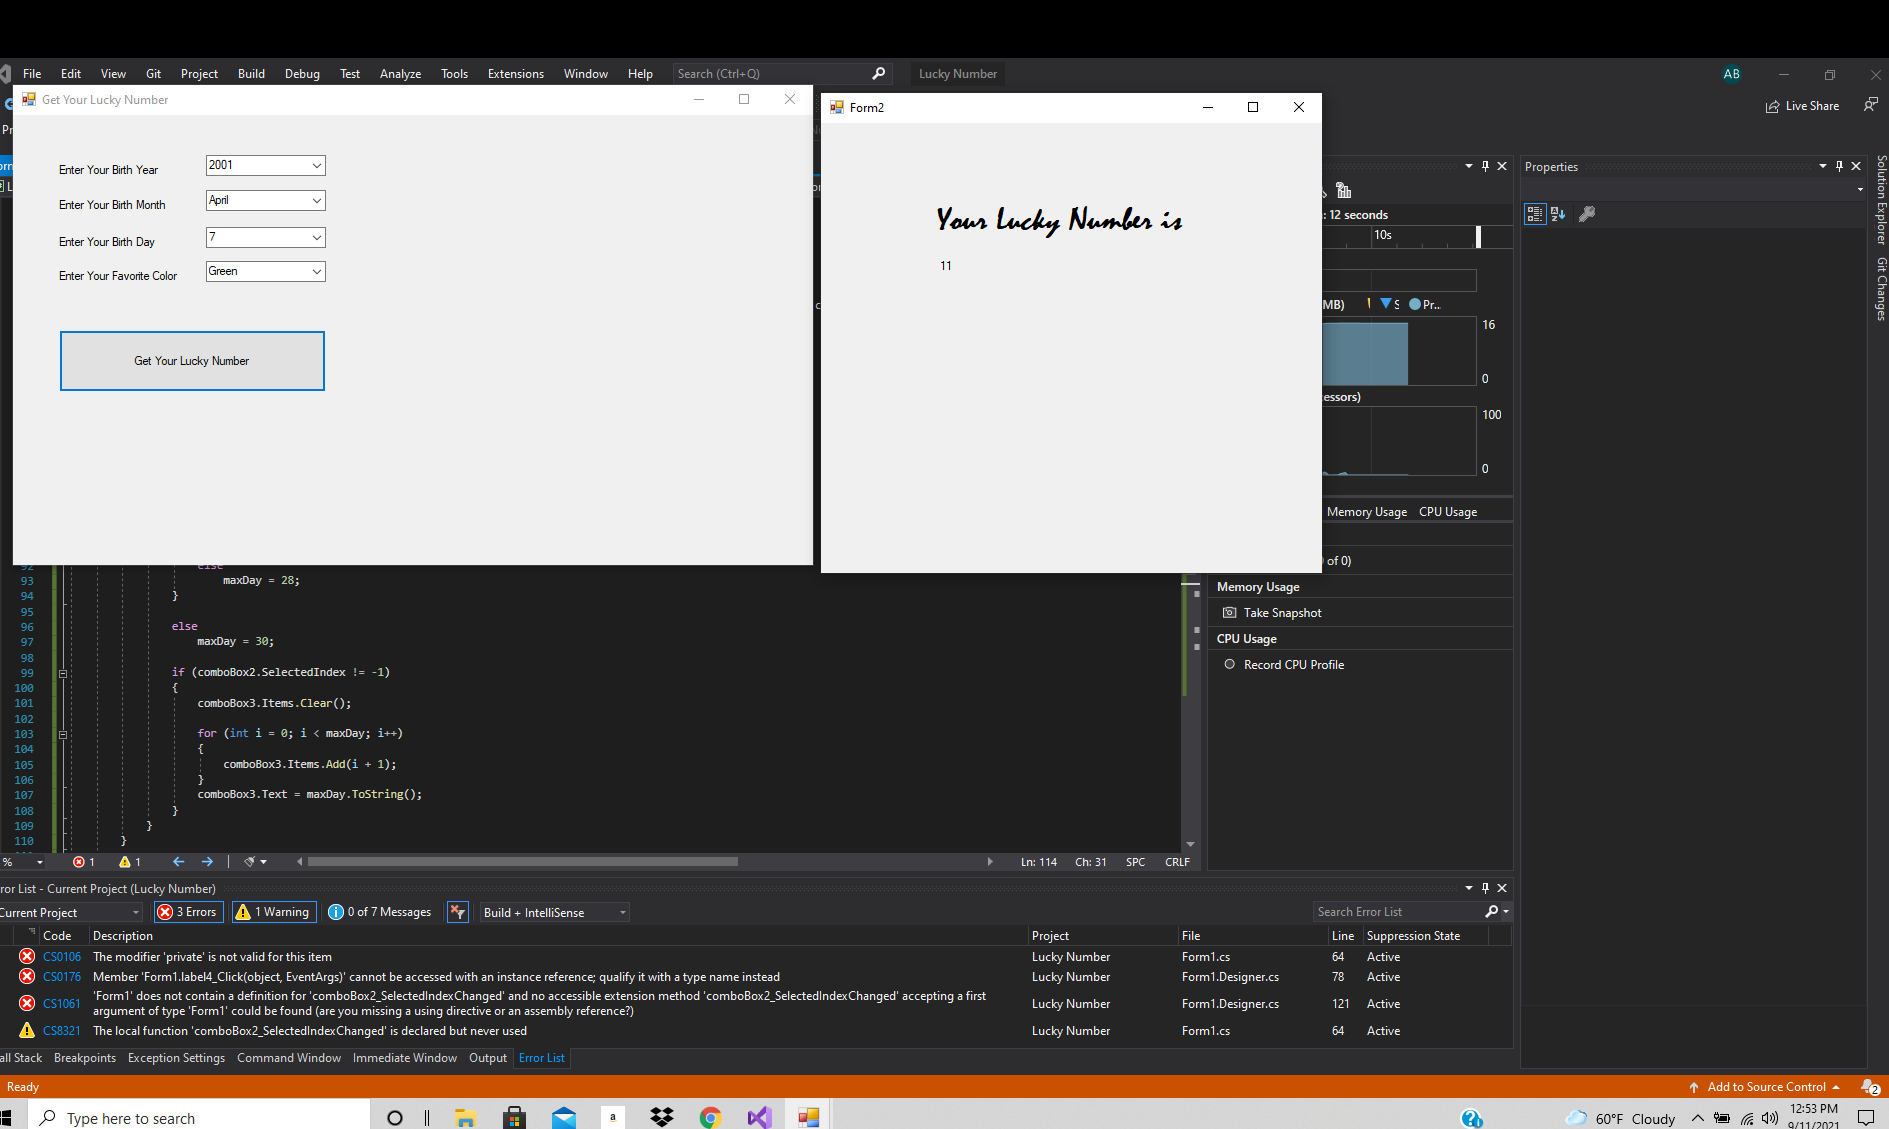 File Edit View Git Project Build Debug Test Analyze Tools Extensions Window Help Search (Ctrl+Q) Lucky Number AB
Live Share
Get Your Lucky Number
Enter Your Birth Year 2001
Enter Your Birth Month April
Enter Your Birth Day 7
Enter Your Favorite Color Green
Get Your Lucky Number
Form2
Your Lucky Number is
11
: 12 seconds
10s
MB) S Pr...
16
0
essors)
100
0
Memory Usage CPU Usage
of 0)
Memory Usage
Take Snapshot
CPU Usage
Record CPU Profile
Properties
Solution Explorer
Git Changes
92 else
93 maxDay = 28;
94 }
95
96 else
97 maxDay = 30;
98
99 if (comboBox2.SelectedIndex != -1)
100 {
101 comboBox3.Items.Clear();
102
103 for (int i = 0; i < maxDay; i++)
104 {
105 comboBox3.Items.Add(i + 1);
106 }
107 comboBox3.Text = maxDay.ToString();
108 }
109 }
110 }
% 1 1 Ln: 114 Ch: 31 SPC CRLF
ror List - Current Project (Lucky Number)
Current Project 3 Errors 1 Warning 0 of 7 Messages Build + IntelliSense Search Error List
Code Description Project File Line Suppression State
CS0106 The modifier 'private' is not valid for this item Lucky Number Form1.cs 64 Active
CS0176 Member 'Form1.label4_Click(object, EventArgs)' cannot be accessed with an instance reference; qualify it with a type name instead Lucky Number Form1.Designer.cs 78 Active
CS1061 'Form1' does not contain a definition for 'comboBox2_SelectedIndexChanged' and no accessible extension method 'comboBox2_SelectedIndexChanged' accepting a first
argument of type 'Form1' could be found (are you missing a using directive or an assembly reference?) Lucky Number Form1.Designer.cs 121 Active
CS8321 The local function 'comboBox2_SelectedIndexChanged' is declared but never used Lucky Number Form1.cs 64 Active
all Stack Breakpoints Exception Settings Command Window Immediate Window Output Error List
Ready Add to Source Control 2
Type here to search a 60°F Cloudy 12:53 PM
9/11/2021